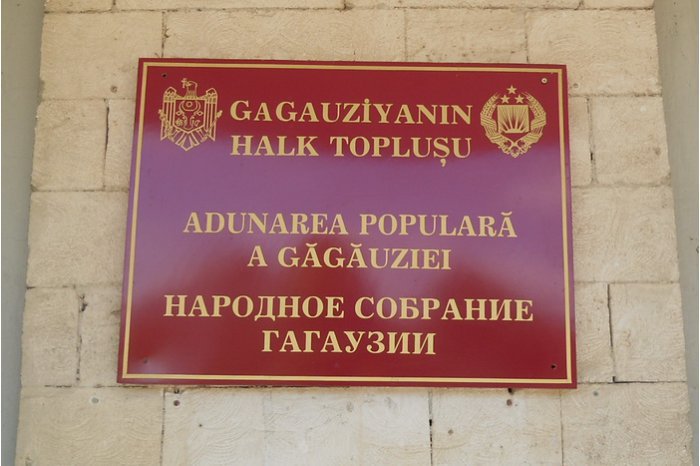 GAGAUZİYANIN
HALK TOPLUŞU
ADUNAREA POPULARĂ
A GĂGĂUZIEI
НАРОДНОЕ СОБРАНИЕ
ГАГАУЗИИ